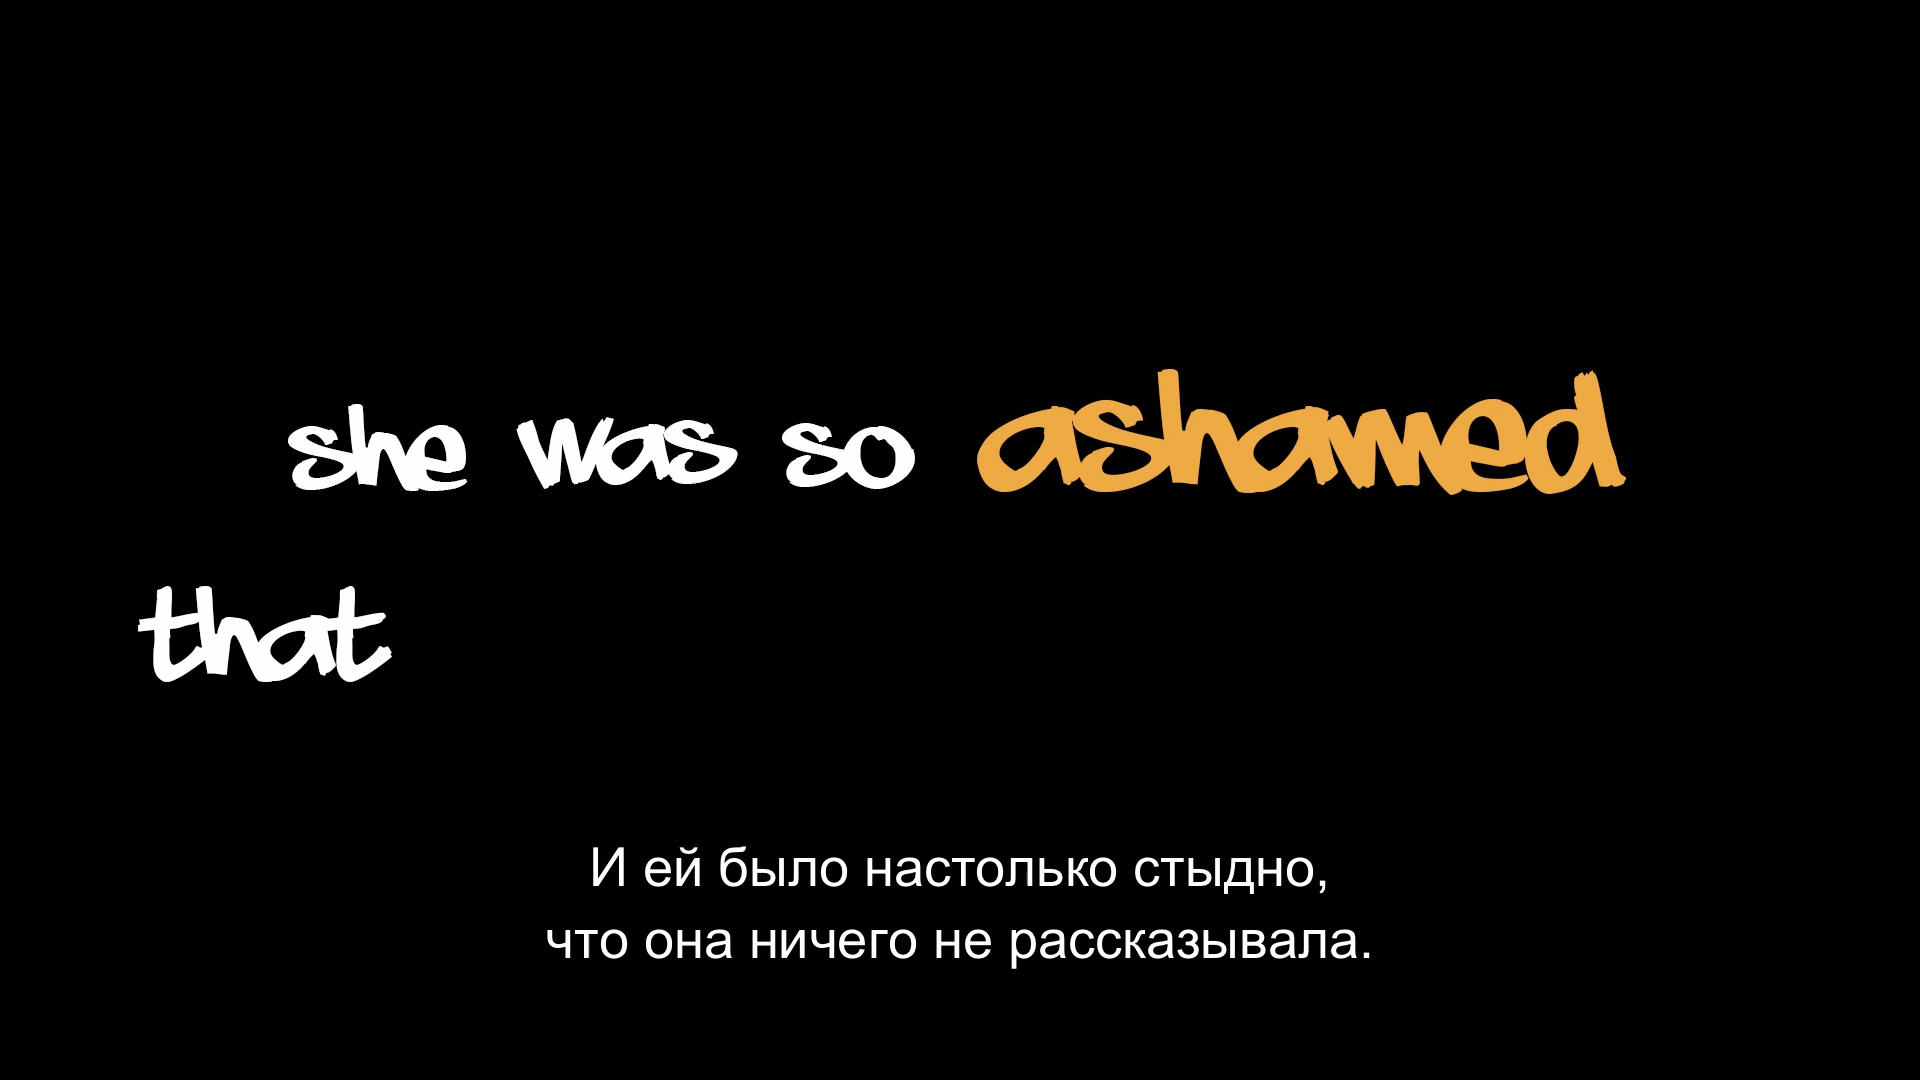 she was so ashamed
that
И ей было настолько стыдно,
что она ничего не рассказывала.